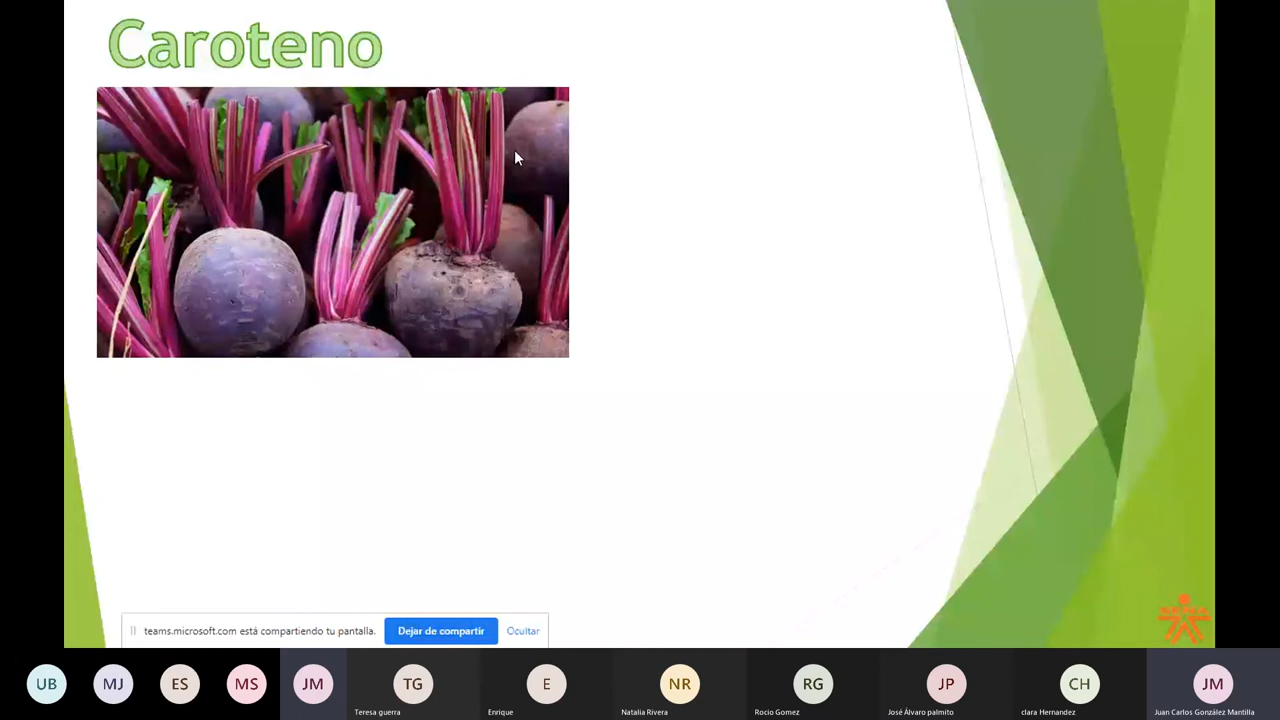 Caroteno
teams.microsoft.com está compartiendo tu pantalla.
Dejar de compartir
Ocultar
UB
MJ
ES
MS
JM
TG
E
NR
RG
JP
CH
JM
Teresa guerra
Enrique
Natalia Rivera
Rocio Gomez
José Álvaro palmito
clara Hernandez
Juan Carlos González Mantilla